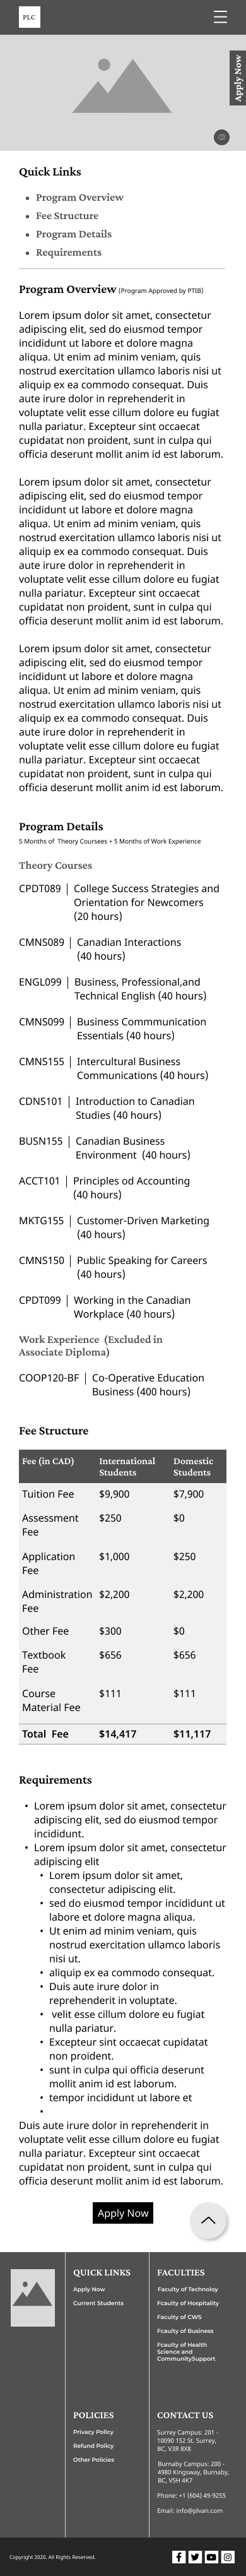 PLC
Apply Now
Quick Links
Program Overview
Fee Structure
Program Details
Requirements
Program Overview (Program Approved by PTIB)
Lorem ipsum dolor sit amet, consectetur
adipiscing elit, sed do eiusmod tempor
incididunt ut labore et dolore magna
aliqua. Ut enim ad minim veniam, quis
nostrud exercitation ullamco laboris nisi ut
aliquip ex ea commodo consequat. Duis
aute irure dolor in reprehenderit in
voluptate velit esse cillum dolore eu fugiat
nulla pariatur. Excepteur sint occaecat
cupidatat non proident, sunt in culpa qui
officia deserunt mollit anim id est laborum.
Lorem ipsum dolor sit amet, consectetur
adipiscing elit, sed do eiusmod tempor
incididunt ut labore et dolore magna
aliqua. Ut enim ad minim veniam, quis
nostrud exercitation ullamco laboris nisi ut
aliquip ex ea commodo consequat. Duis
aute irure dolor in reprehenderit in
voluptate velit esse cillum dolore eu fugiat
nulla pariatur. Excepteur sint occaecat
cupidatat non proident, sunt in culpa qui
officia deserunt mollit anim id est laborum.
Lorem ipsum dolor sit amet, consectetur
adipiscing elit, sed do eiusmod tempor
incididunt ut labore et dolore magna
aliqua. Ut enim ad minim veniam, quis
nostrud exercitation ullamco laboris nisi ut
aliquip ex ea commodo consequat. Duis
aute irure dolor in reprehenderit in
voluptate velit esse cillum dolore eu fugiat
nulla pariatur. Excepteur sint occaecat
cupidatat non proident, sunt in culpa qui
officia deserunt mollit anim id est laborum.
Program Details
5 Months of Theory Coursees + 5 Months of Work Experience
Theory Courses
CPDT089 | College Success Strategies and
Orientation for Newcomers
(20 hours)
CMNS089 | Canadian Interactions
(40 hours)
ENGL099 | Business, Professional,and
Technical English (40 hours)
CMNS099 | Business Commmunication
Essentials (40 hours)
CMNS155 | Intercultural Business
Communications (40 hours)
CDNS101 | Introduction to Canadian
Studies (40 hours)
BUSN155 | Canadian Business
Environment (40 hours)
ACCT101 | Principles od Accounting
(40 hours)
MKTG155 | Customer-Driven Marketing
(40 hours)
CMNS150 | Public Speaking for Careers
(40 hours)
CPDT099 | Working in the Canadian
Workplace (40 hours)
Work Experience (Excluded in
Associate Diploma)
COOP120-BF | Co-Operative Education
Business (400 hours)
Fee Structure
Fee (in CAD) International Students Domestic Students
Tuition Fee $9,900 $7,900
Assessment Fee $250 $0
Application Fee $1,000 $250
Administration Fee $2,200 $2,200
Other Fee $300 $0
Textbook Fee $656 $656
Course Material Fee $111 $111
Total Fee $14,417 $11,117
Requirements
Lorem ipsum dolor sit amet, consectetur
adipiscing elit, sed do eiusmod tempor
incididunt.
Lorem ipsum dolor sit amet, consectetur
adipiscing elit
Lorem ipsum dolor sit amet,
consectetur adipiscing elit.
sed do eiusmod tempor incididunt ut
labore et dolore magna aliqua.
Ut enim ad minim veniam, quis
nostrud exercitation ullamco laboris
nisi ut.
aliquip ex ea commodo consequat.
Duis aute irure dolor in
reprehenderit in voluptate.
velit esse cillum dolore eu fugiat
nulla pariatur.
Excepteur sint occaecat cupidatat
non proident.
sunt in culpa qui officia deserunt
mollit anim id est laborum.
tempor incididunt ut labore et
Duis aute irure dolor in reprehenderit in
voluptate velit esse cillum dolore eu fugiat
nulla pariatur. Excepteur sint occaecat
cupidatat non proident, sunt in culpa qui
officia deserunt mollit anim id est laborum.
Apply Now
QUICK LINKS
Apply Now
Current Students
FACULTIES
Faculty of Technoloy
Fcaulty of Hospitality
Faculty of CWS
Fcaulty of Business
Fcaulty of Health
Science and
CommunitySupport
POLICIES
Privacy Policy
Refund Policy
Other Policies
CONTACT US
Surrey Campus: 201 -
10090 152 St. Surrey,
BC, V3R 8X8
Burnaby Campus: 200 -
4980 Kingsway, Burnaby,
BC, V5H 4K7
Phone: +1 (604) 49-9255
Email: info@plvan.com
Copyright 2020. All Rights Reserved.